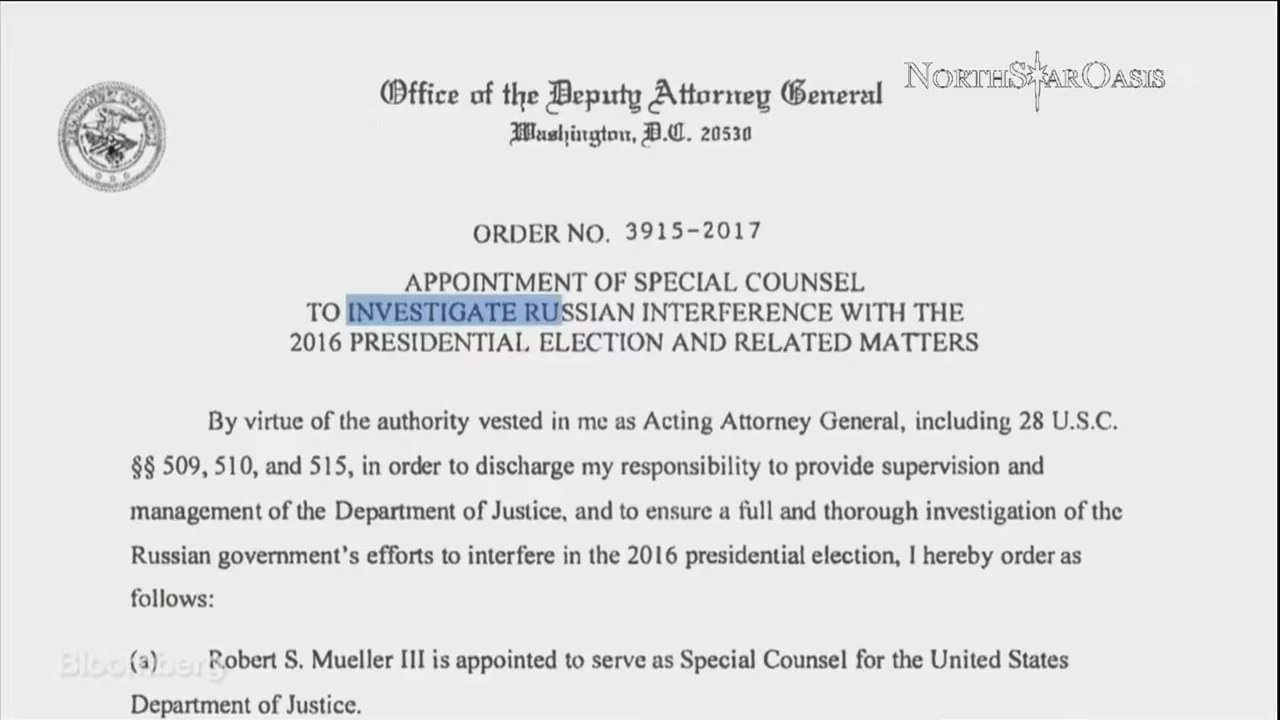 NORTHSTAROASIS
Office of the Deputy Attorney General
Washington, D.C. 20530
ORDER NO. 3915-2017
APPOINTMENT OF SPECIAL COUNSEL
TO INVESTIGATE RUSSIAN INTERFERENCE WITH THE
2016 PRESIDENTIAL ELECTION AND RELATED MATTERS
By virtue of the authority vested in me as Acting Attorney General, including 28 U.S.C.
§§ 509, 510, and 515, in order to discharge my responsibility to provide supervision and
management of the Department of Justice, and to ensure a full and thorough investigation of the
Russian government's efforts to interfere in the 2016 presidential election, I hereby order as
follows:
(a) Robert S. Mueller III is appointed to serve as Special Counsel for the United States
Bloomberg
Department of Justice.